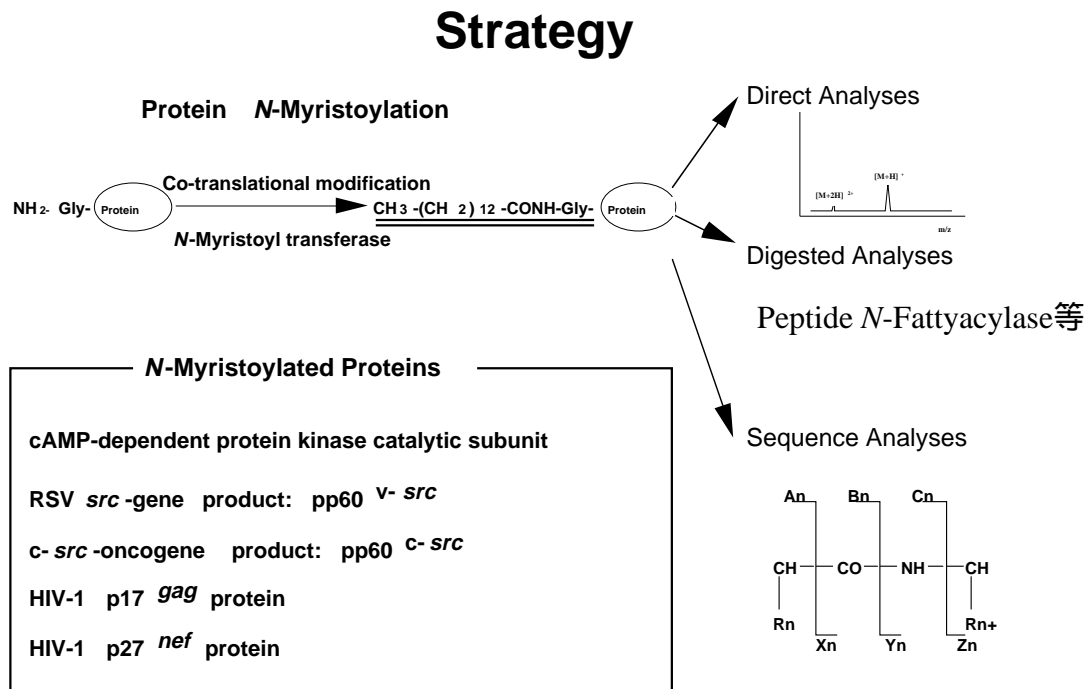 Strategy
Protein N-Myristoylation
NH2- Gly- Protein
Co-translational modification
N-Myristoyl transferase
CH3-(CH2)12-CONH-Gly- Protein
Direct Analyses
[M+2H]2+
[M+H]+
m/z
Digested Analyses
Peptide N-Fattyacylase等
N-Myristoylated Proteins
cAMP-dependent protein kinase catalytic subunit
RSV src-gene product: pp60 v-src
c-src-oncogene product: pp60 c-src
HIV-1 p17 gag protein
HIV-1 p27 nef protein
Sequence Analyses
An Bn Cn
CH CO NH CH
Rn Rn+
Xn Yn Zn